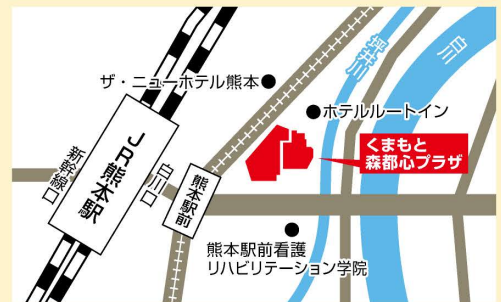 ザ・ニューホテル熊本
坪井川
白川
ホテルルートイン
くまもと
森都心プラザ
JR熊本駅
新幹線口
白川口
熊本駅前
熊本駅前看護
リハビリテーション学院